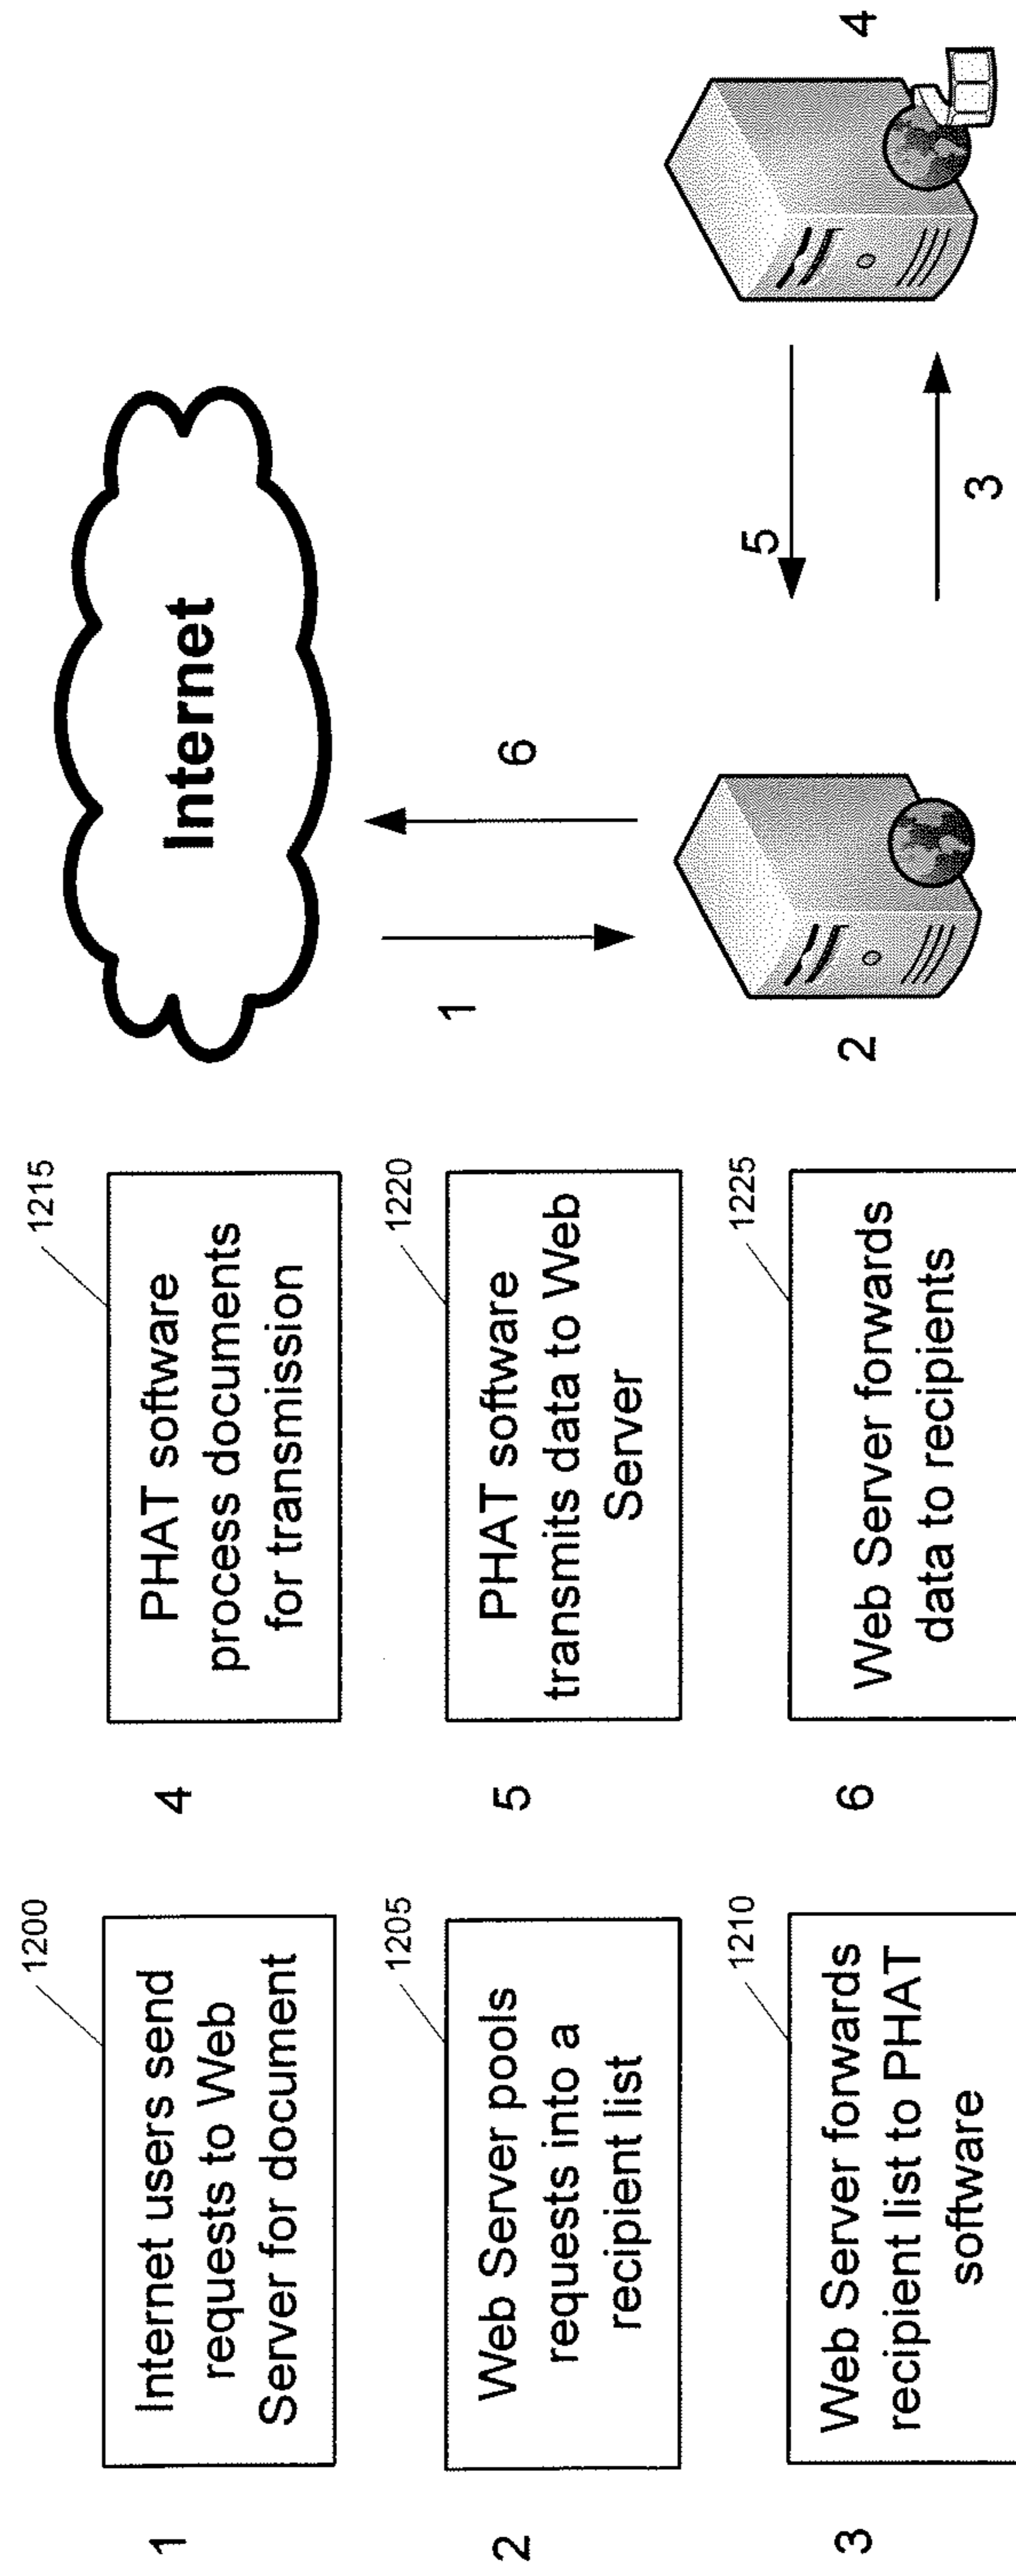 1
1200
Internet users send
requests to Web
Server for document
2
1205
Web Server pools
requests into a
recipient list
3
1210
Web Server forwards
recipient list to PHAT
software
4
1215
PHAT software
process documents
for transmission
5
1220
PHAT software
transmits data to Web
Server
6
1225
Web Server forwards
data to recipients
Internet
1
6
2
5
3
4